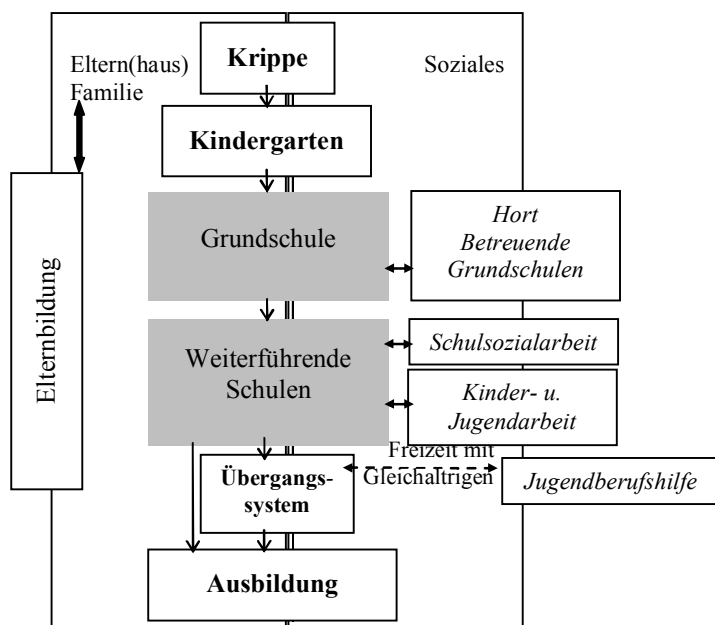 Eltern(haus)
Familie
Krippe
Soziales
Kindergarten
Elternbildung
Grundschule
Hort
Betreuende
Grundschulen
Weiterführende
Schulen
Schulsozialarbeit
Kinder- u.
Jugendarbeit
Freizeit mit
Gleichaltrigen
Übergangs-
system
Jugendberufshilfe
Ausbildung